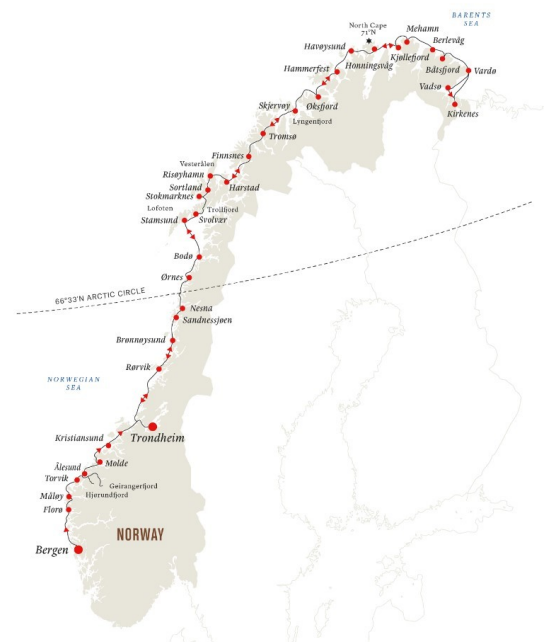 BARENTS
SEA
North Cape
71°N
Mehamn
Berlevåg
Havøysund
Kjøllefjord
Honningsvåg
Hammerfest
Båtsfjord
Vardø
Vadsø
Kirkenes
Skjervøy
Øksfjord
Lyngenfjord
Tromsø
Finnsnes
Vesterålen
Risøyhamn
Harstad
Sortland
Stokmarknes
Lofoten
Trollfjord
Stamsund
Svolvær
Bodø
Ørnes
66°33'N ARCTIC CIRCLE
Nesna
Sandnessjøen
Brønnøysund
Rørvik
NORWEGIAN
SEA
Kristiansund
Trondheim
Molde
Ålesund
Torvik
Geirangerfjord
Hjørundfjord
Måløy
Florø
NORWAY
Bergen